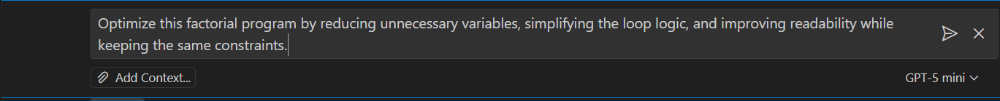 Optimize this factorial program by reducing unnecessary variables, simplifying the loop logic, and improving readability while
keeping the same constraints.
Add Context...
GPT-5 mini